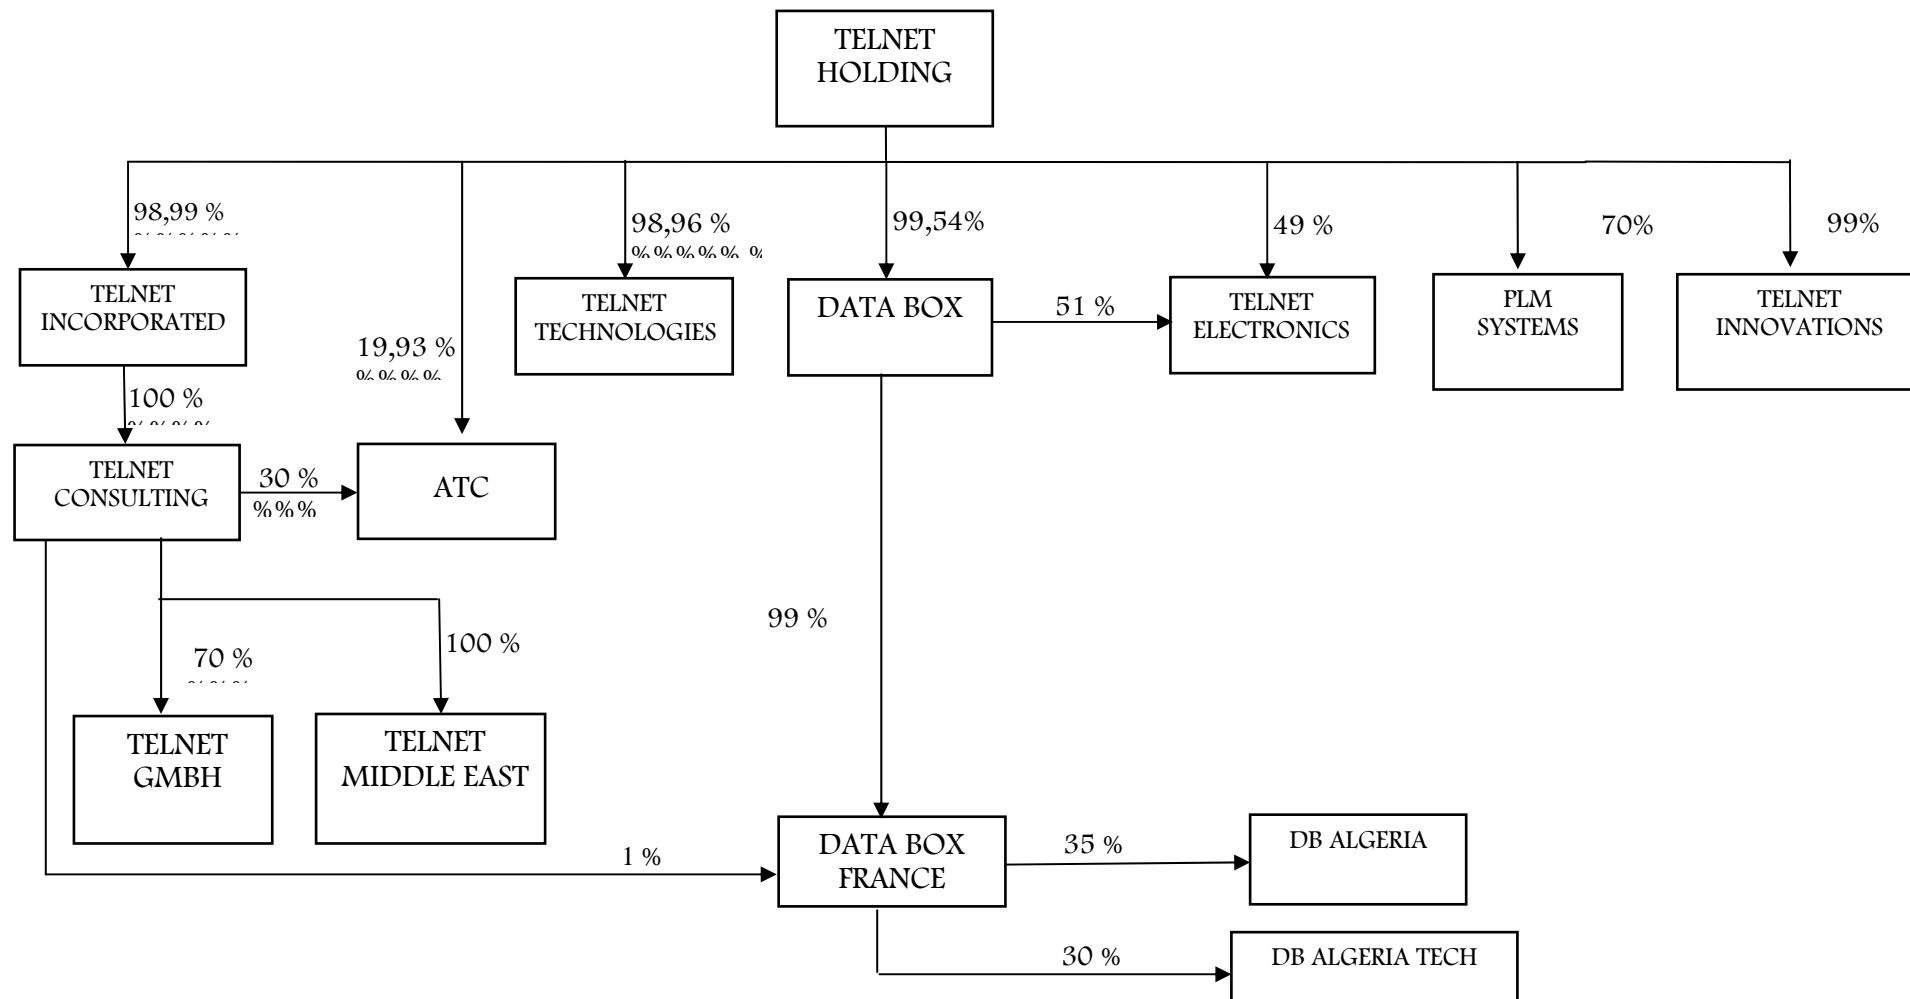 TELNET
HOLDING
98,99 %
98,96 %
99,54%
49 %
70%
99%
TELNET
INCORPORATED
TELNET
TECHNOLOGIES
DATA BOX
51 %
TELNET
ELECTRONICS
PLM
SYSTEMS
TELNET
INNOVATIONS
19,93 %
%%%%
100 %
TELNET
CONSULTING
30 %
%%%
ATC
99 %
70 %
100 %
TELNET
GMBH
TELNET
MIDDLE EAST
1 %
DATA BOX
FRANCE
35 %
DB ALGERIA
30 %
DB ALGERIA TECH